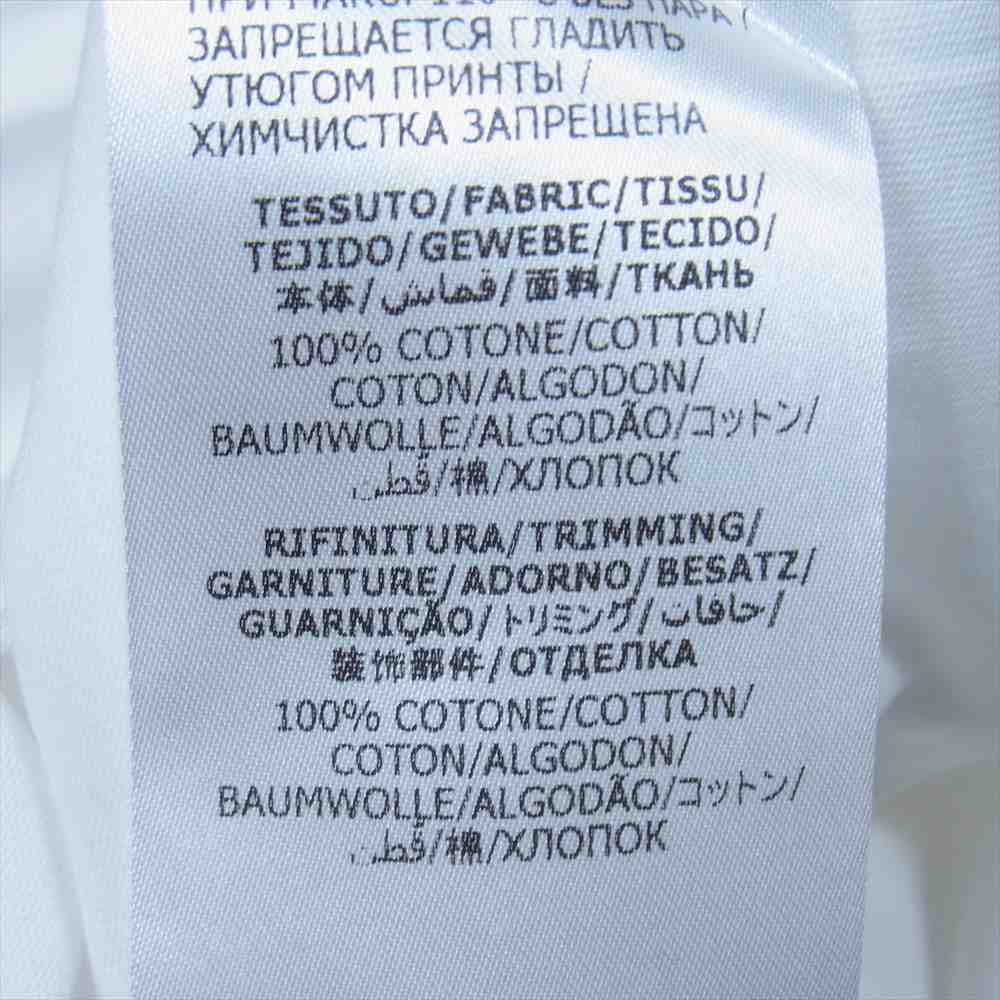 ЗАПРЕЩАЕТСЯ ГЛАДИТЬ
УТЮГОМ ПРИНТЫ /
ХИМЧИСТКА ЗАПРЕЩЕНА
TESSUTO/FABRIC/TISSU/
TEJIDO/GEWEBE/TECIDO/
本体/قماش/面料/ТКАНЬ
100% COTONE/COTTON/
COTON/ALGODON/
BAUMWOLLE/ALGODÃO/コットン/
قطن/棉/ХЛОПОК
RIFINITURA/TRIMMING/
GARNITURE/ADORNO/BESATZ/
GUARNIÇÃO/トリミング/حافات/
装饰部件/ОТДЕЛКА
100% COTONE/COTTON/
COTON/ALGODON/
BAUMWOLLE/ALGODÃO/コットン/
قطن/棉/ХЛОПОК